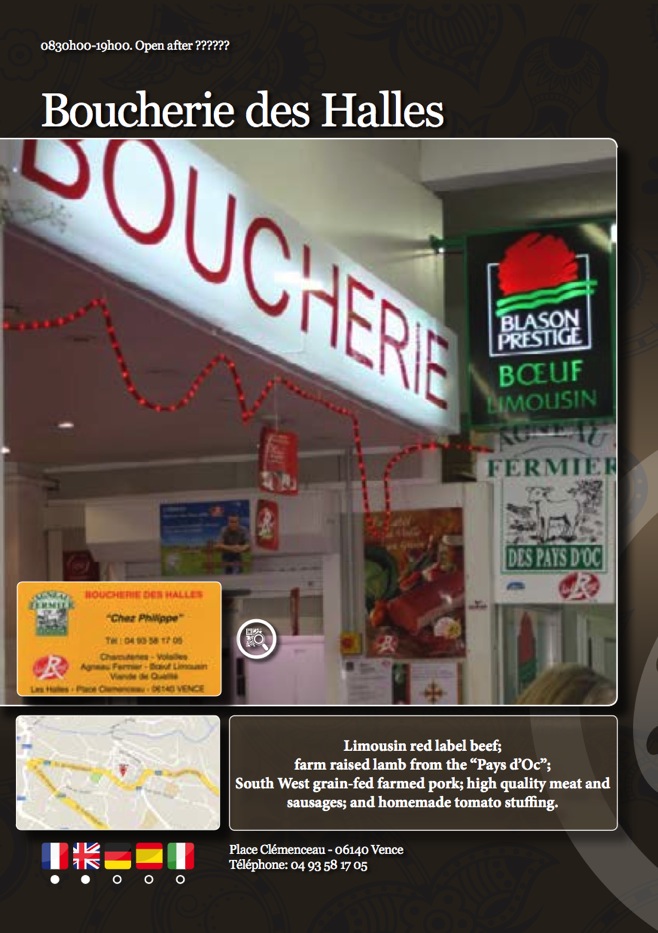 0830h00-19h00. Open after ??????
Boucherie des Halles
BOUCHERIE
BLASON
PRESTIGE
BŒUF
LIMOUSIN
AGNEAU
FERMIER
DES PAYS D'OC
AGNEAU
FERMIER
BOUCHERIE DES HALLES
"Chez Philippe"
Tél : 04 93 58 17 05
Charcuteries - Volailles
Agneau Fermier - Bœuf Limousin
Viande de Qualité
Les Halles - Place Clemenceau - 06140 VENCE
Limousin red label beef;
farm raised lamb from the “Pays d’Oc”;
South West grain-fed farmed pork; high quality meat and
sausages; and homemade tomato stuffing.
Place Clémenceau - 06140 Vence
Téléphone: 04 93 58 17 05